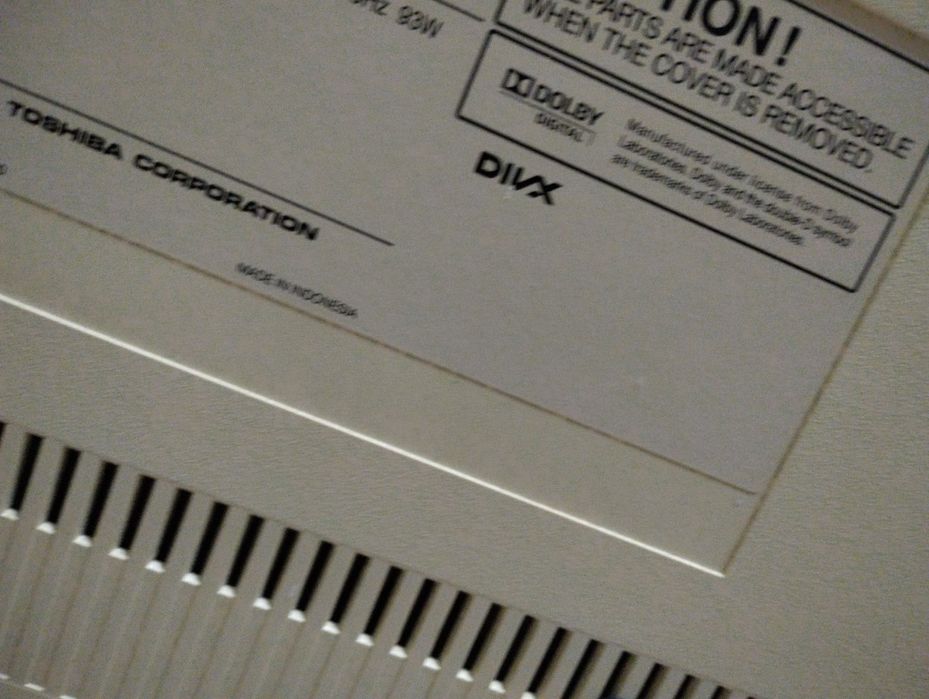 Hz 93W
TION!
PARTS ARE MADE ACCESSIBLE
WHEN THE COVER IS REMOVED.
DOLBY
DIGITAL
Manufactured under license from Dolby
Laboratories. Dolby and the double-D symbol
are trademarks of Dolby Laboratories.
DIVX
TOSHIBA CORPORATION
MADE IN INDONESIA